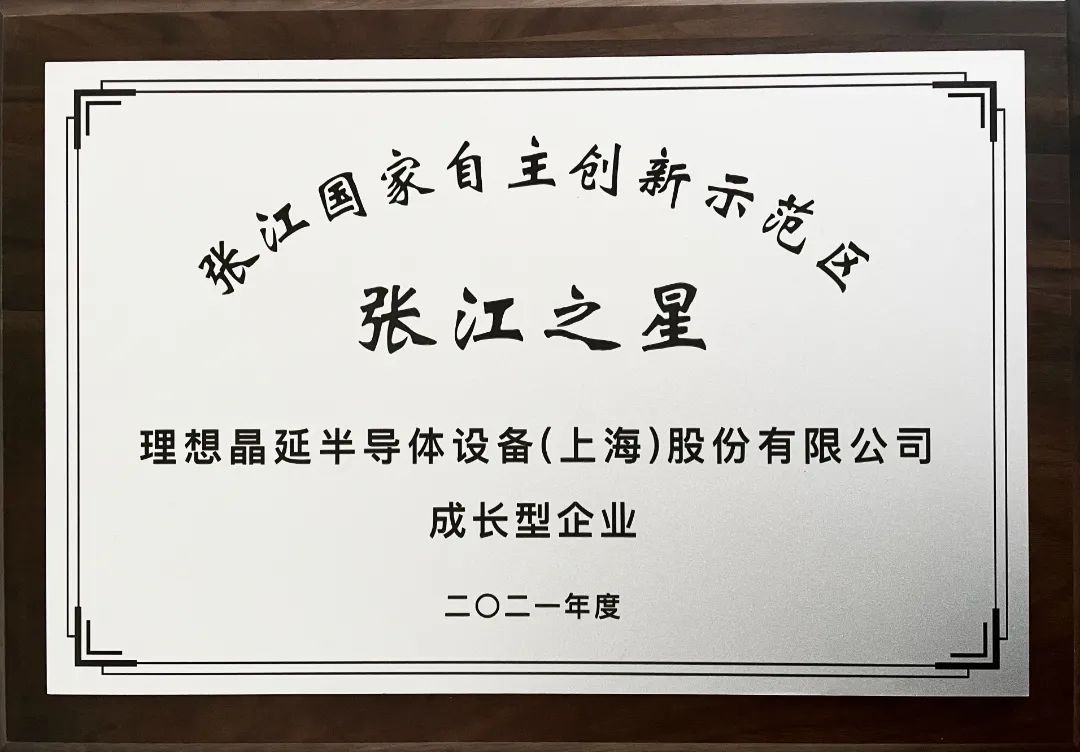 张江国家自主创新示范区
张江之星
理想晶延半导体设备(上海)股份有限公司
成长型企业
二〇二一年度